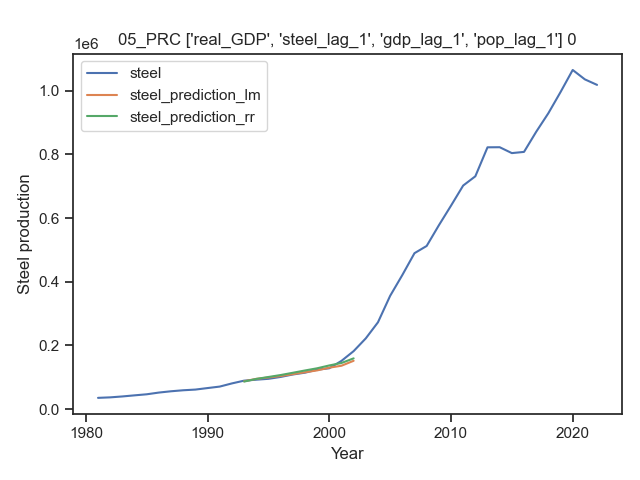 05_PRC ['real_GDP', 'steel_lag_1', 'gdp_lag_1', 'pop_lag_1'] 0
1e6
steel
steel_prediction_lm
steel_prediction_rr
1.0
0.8
0.6
0.4
0.2
0.0
Steel production
1980 1990 2000 2010 2020
Year